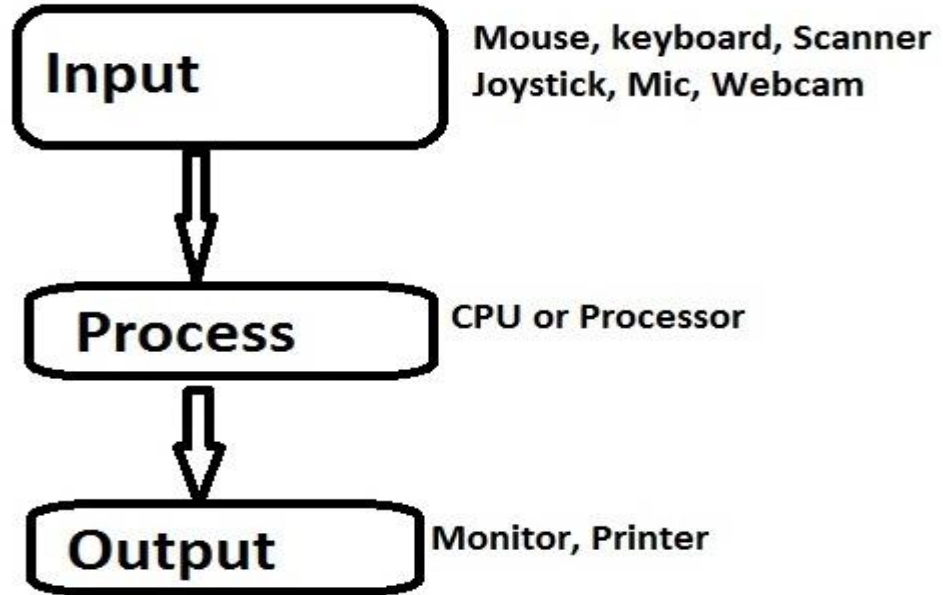 Input
Mouse, keyboard, Scanner
Joystick, Mic, Webcam
Process
CPU or Processor
Output
Monitor, Printer